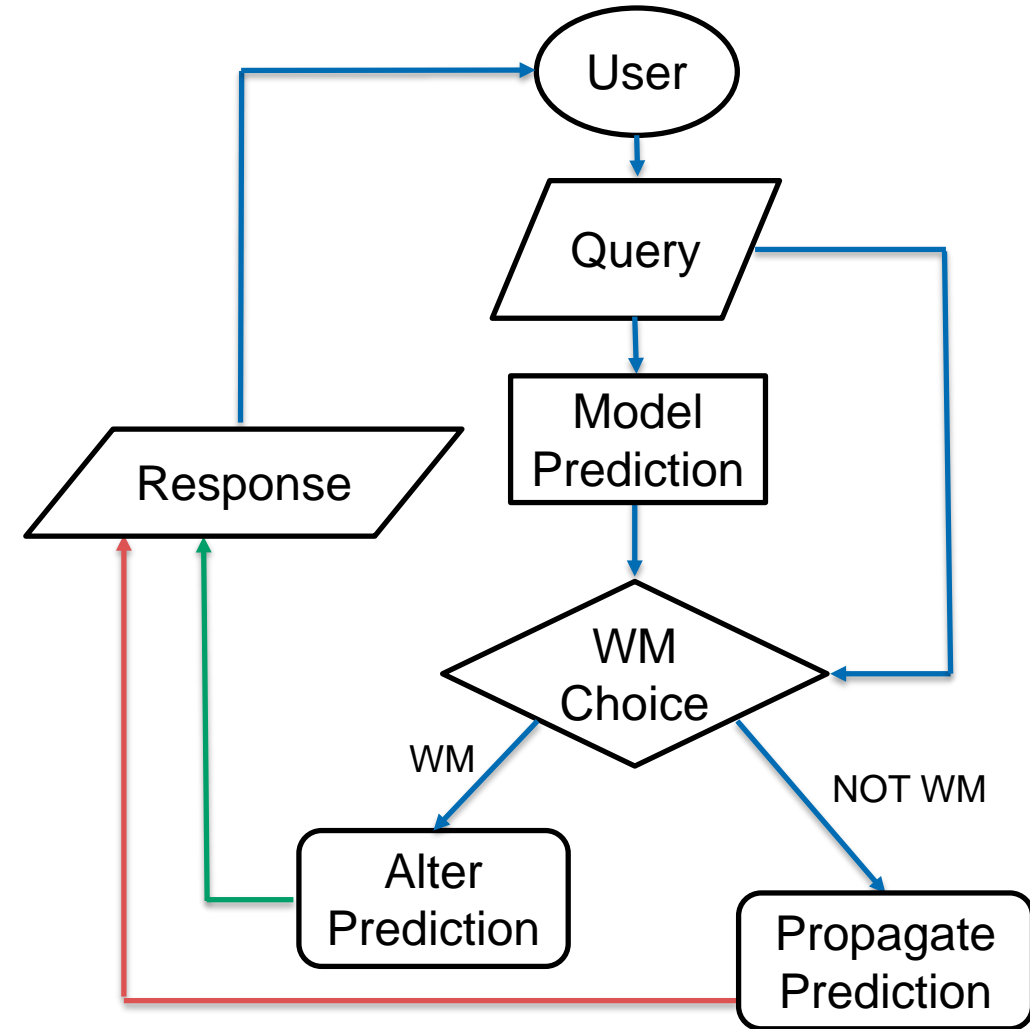 User
Query
Model
Prediction
Response
WM
Choice
WM
NOT WM
Alter
Prediction
Propagate
Prediction